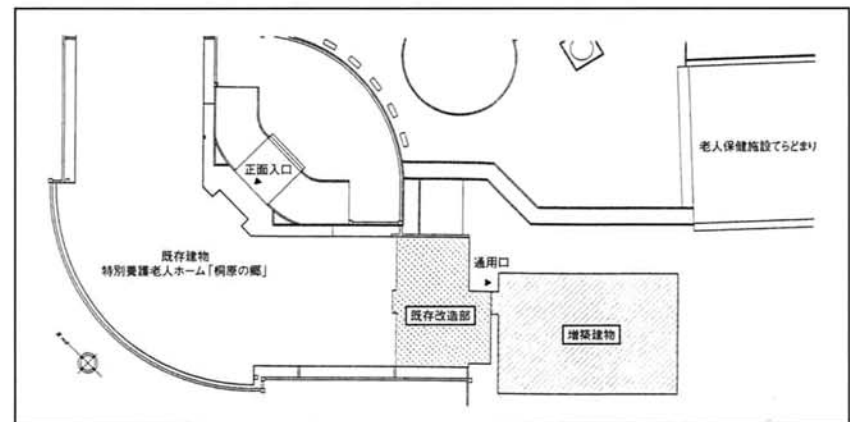 老人保健施設てらどまり
正面入口
既存建物
特別養護老人ホーム「桐原の郷」
通用口
既存改造部
増築建物